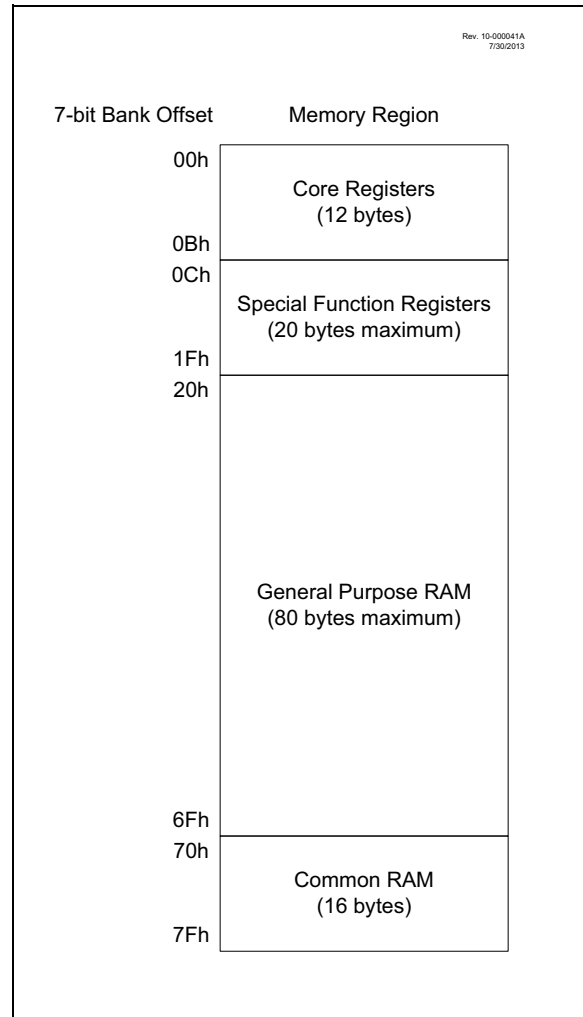 Rev. 10-000041A
7/30/2013
7-bit Bank Offset Memory Region
00h
Core Registers
(12 bytes)
0Bh
0Ch
Special Function Registers
(20 bytes maximum)
1Fh
20h
General Purpose RAM
(80 bytes maximum)
6Fh
70h
Common RAM
(16 bytes)
7Fh